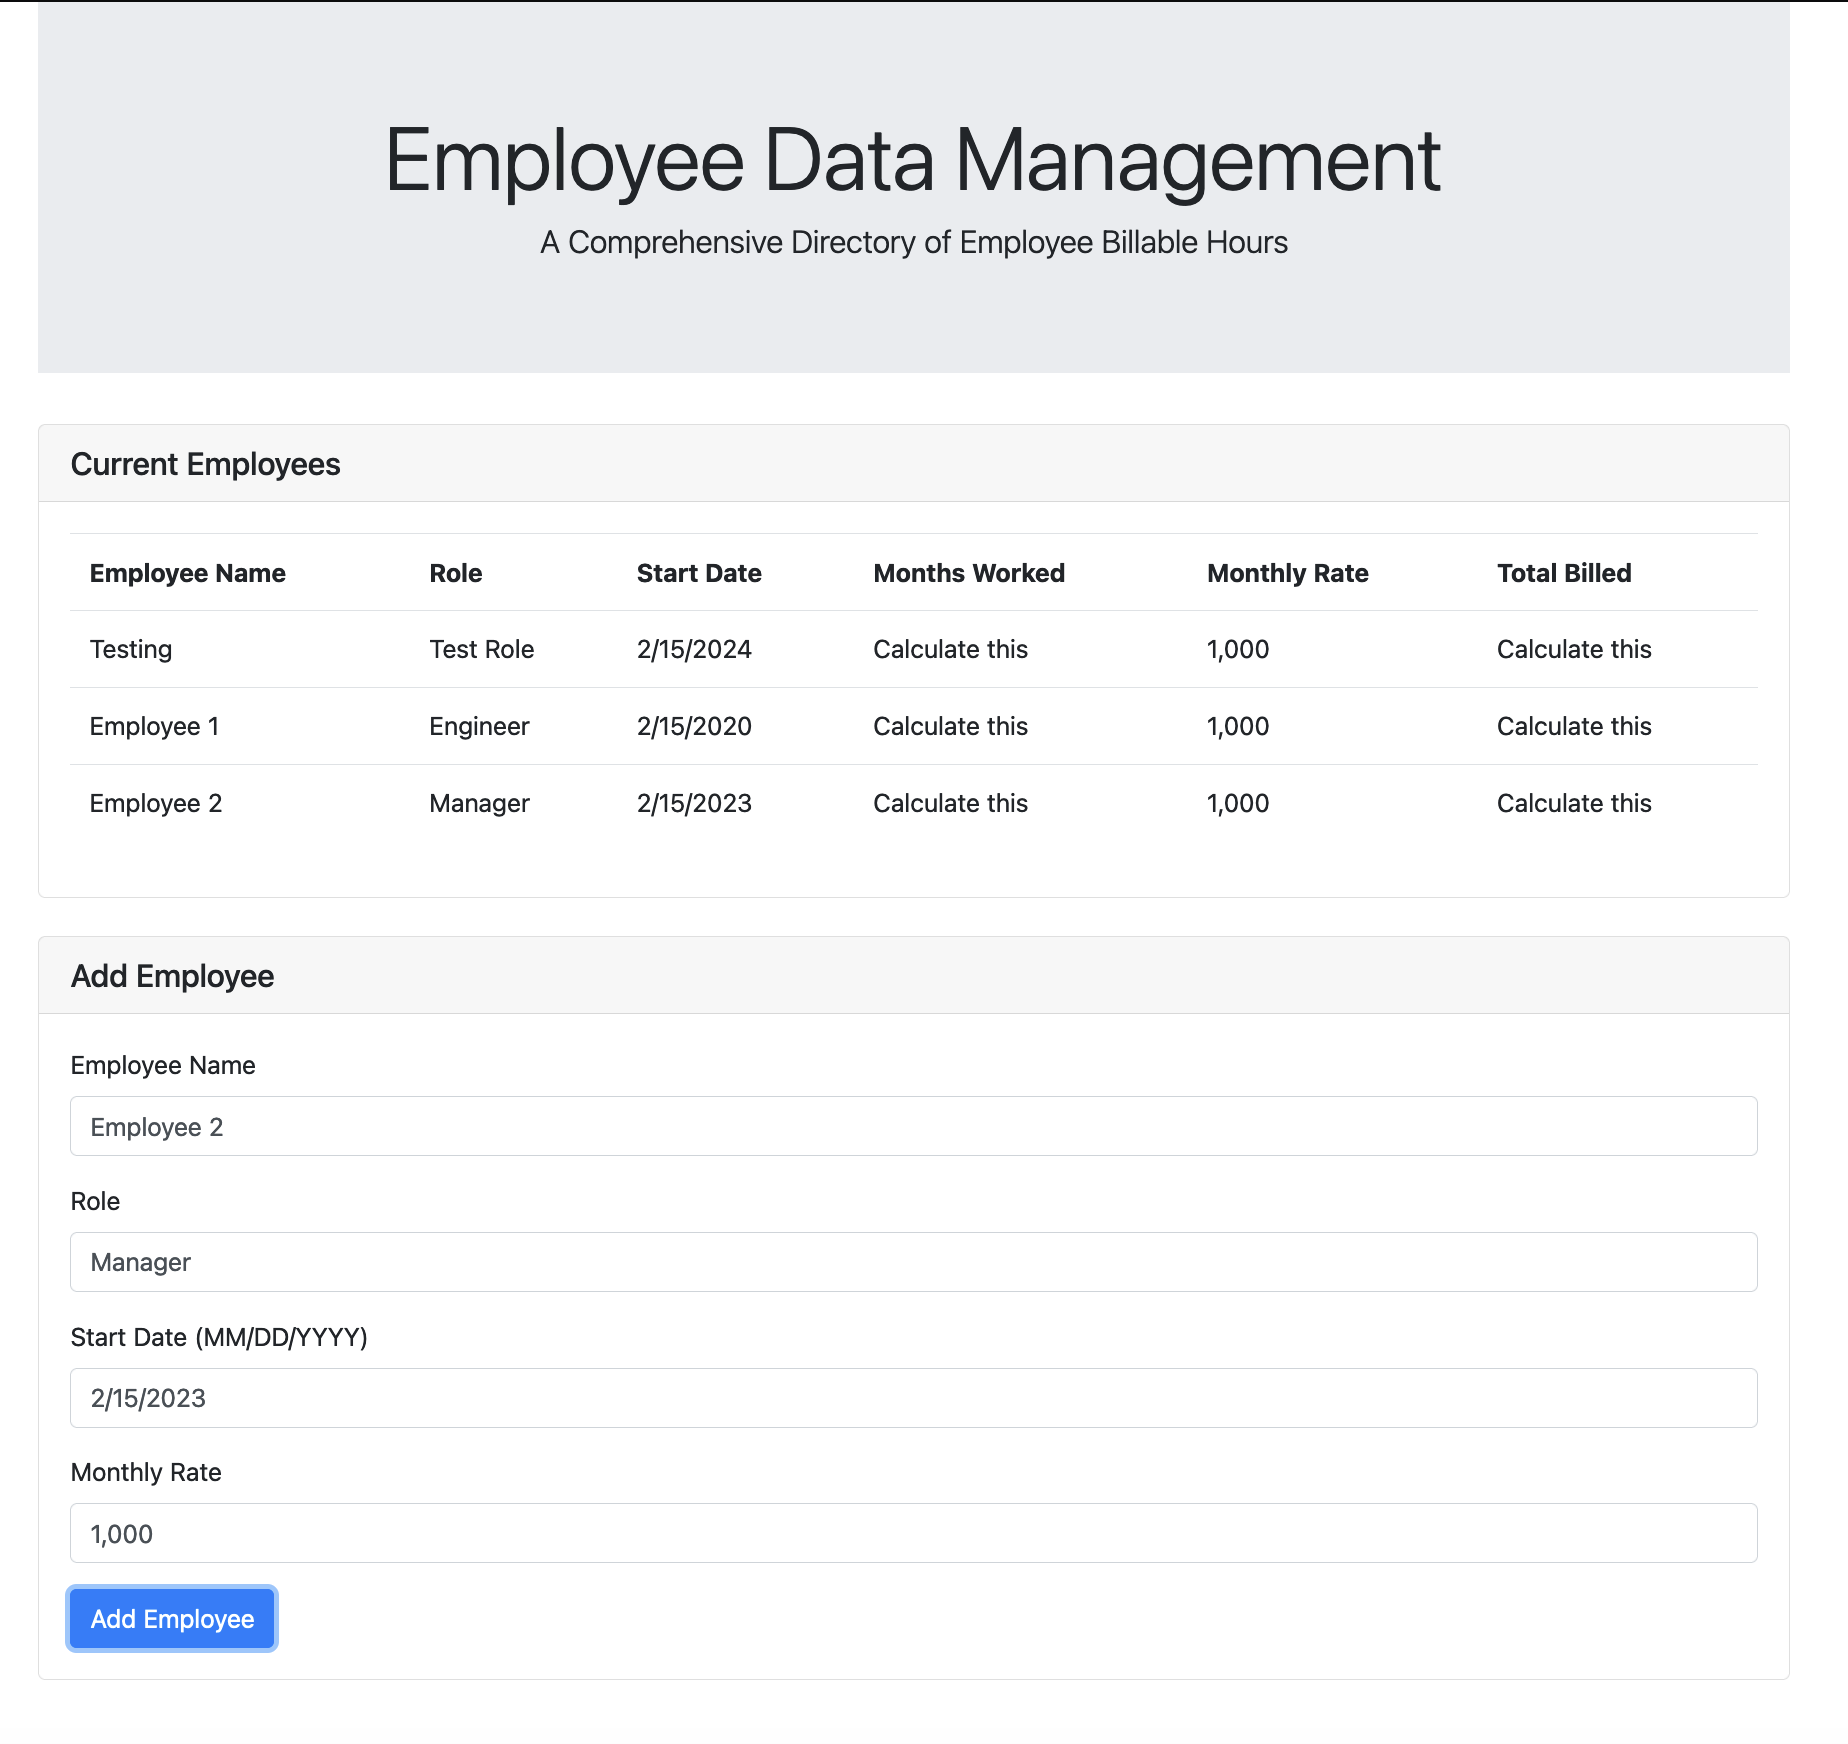 Employee Data Management
A Comprehensive Directory of Employee Billable Hours
Current Employees
Employee Name Role Start Date Months Worked Monthly Rate Total Billed
Testing Test Role 2/15/2024 Calculate this 1,000 Calculate this
Employee 1 Engineer 2/15/2020 Calculate this 1,000 Calculate this
Employee 2 Manager 2/15/2023 Calculate this 1,000 Calculate this
Add Employee
Employee Name
Employee 2
Role
Manager
Start Date (MM/DD/YYYY)
2/15/2023
Monthly Rate
1,000
Add Employee